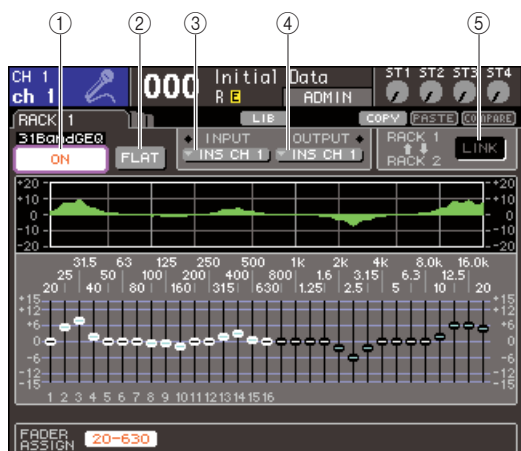 ① ② ③ ④ ⑤
CH 1
ch 1
000
Initial Data
R E
ADMIN
ST1 ST2 ST3 ST4
RACK 1
LIB
COPY PASTE COMPARE
31BandGEQ
ON
FLAT
INPUT
INS CH 1
OUTPUT
INS CH 1
RACK 1
RACK 2
LINK
+20 +20
+10 +10
0 0
-10 -10
-20 -20
31.5 63 125 250 500 1K 2K 4K 8.0k 16.0k
25 50 100 200 400 800 1.6 3.15 6.3 12.5
20 40 80 160 315 630 1.25 2.5 5 10 20
+15 +15
+12 +12
+6 +6
0 0
-6 -6
-12 -12
-15 -15
1 2 3 4 5 6 7 8 9 10 11 12 13 14 15 16
FADER
ASSIGN
20-630